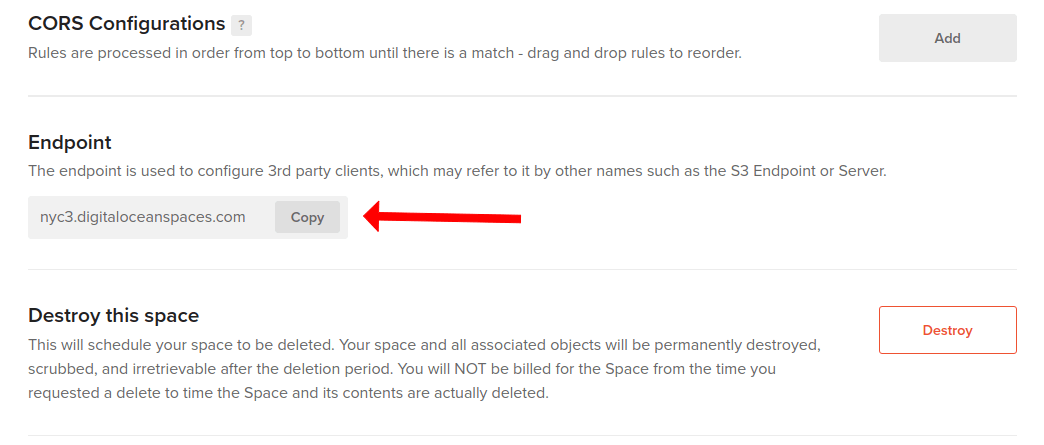 CORS Configurations ?
Rules are processed in order from top to bottom until there is a match - drag and drop rules to reorder.
Add
Endpoint
The endpoint is used to configure 3rd party clients, which may refer to it by other names such as the S3 Endpoint or Server.
nyc3.digitaloceanspaces.com Copy
Destroy this space
This will schedule your space to be deleted. Your space and all associated objects will be permanently destroyed,
scrubbed, and irretrievable after the deletion period. You will NOT be billed for the Space from the time you
requested a delete to time the Space and its contents are actually deleted.
Destroy